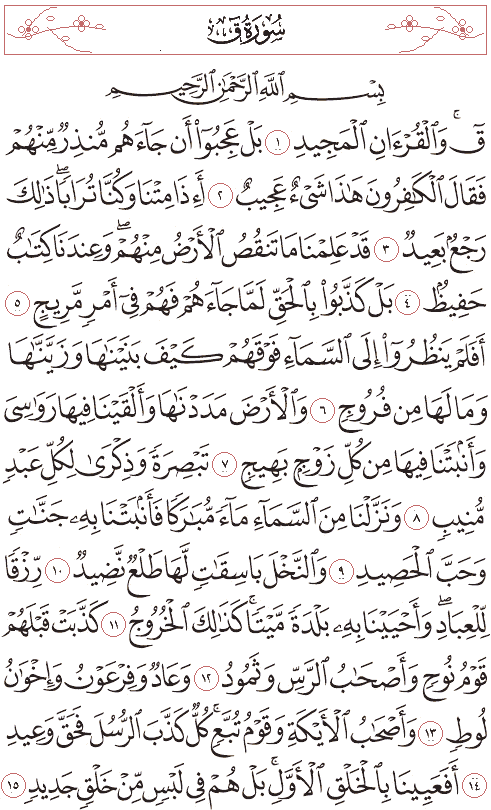 سُورَةُ قٓ
بِسْمِ ٱللَّهِ ٱلرَّحْمَٰنِ ٱلرَّحِيمِ
قٓۚ وَٱلْقُرْءَانِ ٱلْمَجِيدِ ١ بَلْ عَجِبُوٓا۟ أَن جَآءَهُم مُّنذِرٌ مِّنْهُمْ
فَقَالَ ٱلْكَٰفِرُونَ هَٰذَا شَىْءٌ عَجِيبٌ ٢ أَءِذَا مِتْنَا وَكُنَّا تُرَابًاۖ ذَٰلِكَ
رَجْعٌۢ بَعِيدٌ ٣ قَدْ عَلِمْنَا مَا تَنقُصُ ٱلْأَرْضُ مِنْهُمْۖ وَعِندَنَا كِتَٰبٌ
حَفِيظٌۢ ٤ بَلْ كَذَّبُوا۟ بِٱلْحَقِّ لَمَّا جَآءَهُمْ فَهُمْ فِىٓ أَمْرٍ مَّرِيجٍ ٥
أَفَلَمْ يَنظُرُوٓا۟ إِلَى ٱلسَّمَآءِ فَوْقَهُمْ كَيْفَ بَنَيْنَٰهَا وَزَيَّنَّٰهَا
وَمَا لَهَا مِن فُرُوجٍ ٦ وَٱلْأَرْضَ مَدَدْنَٰهَا وَأَلْقَيْنَا فِيهَا رَوَٰسِىَ
وَأَنۢبَتْنَا فِيهَا مِن كُلِّ زَوْجٍۭ بَهِيجٍ ٧ تَبْصِرَةً وَذِكْرَىٰ لِكُلِّ عَبْدٍ
مُّنِيبٍ ٨ وَنَزَّلْنَا مِنَ ٱلسَّمَآءِ مَآءً مُّبَٰرَكًا فَأَنۢبَتْنَا بِهِۦ جَنَّٰتٍ
وَحَبَّ ٱلْحَصِيدِ ٩ وَٱلنَّخْلَ بَاسِقَٰتٍ لَّهَا طَلْعٌ نَّضِيدٌ ١٠ رِّزْقًا
لِّلْعِبَادِۖ وَأَحْيَيْنَا بِهِۦ بَلْدَةً مَّيْتًاۚ كَذَٰلِكَ ٱلْخُرُوجُ ١١ كَذَّبَتْ قَبْلَهُمْ
قَوْمُ نُوحٍ وَأَصْحَٰبُ ٱلرَّسِّ وَثَمُودُ ١٢ وَعَادٌ وَفِرْعَوْنُ وَإِخْوَٰنُ
لُوطٍ ١٣ وَأَصْحَٰبُ ٱلْأَيْكَةِ وَقَوْمُ تُبَّعٍۚ كُلٌّ كَذَّبَ ٱلرُّسُلَ فَحَقَّ وَعِيدِ
١٤ أَفَعَيِينَا بِٱلْخَلْقِ ٱلْأَوَّلِۚ بَلْ هُمْ فِى لَبْسٍ مِّنْ خَلْقٍ جَدِيدٍ ١٥